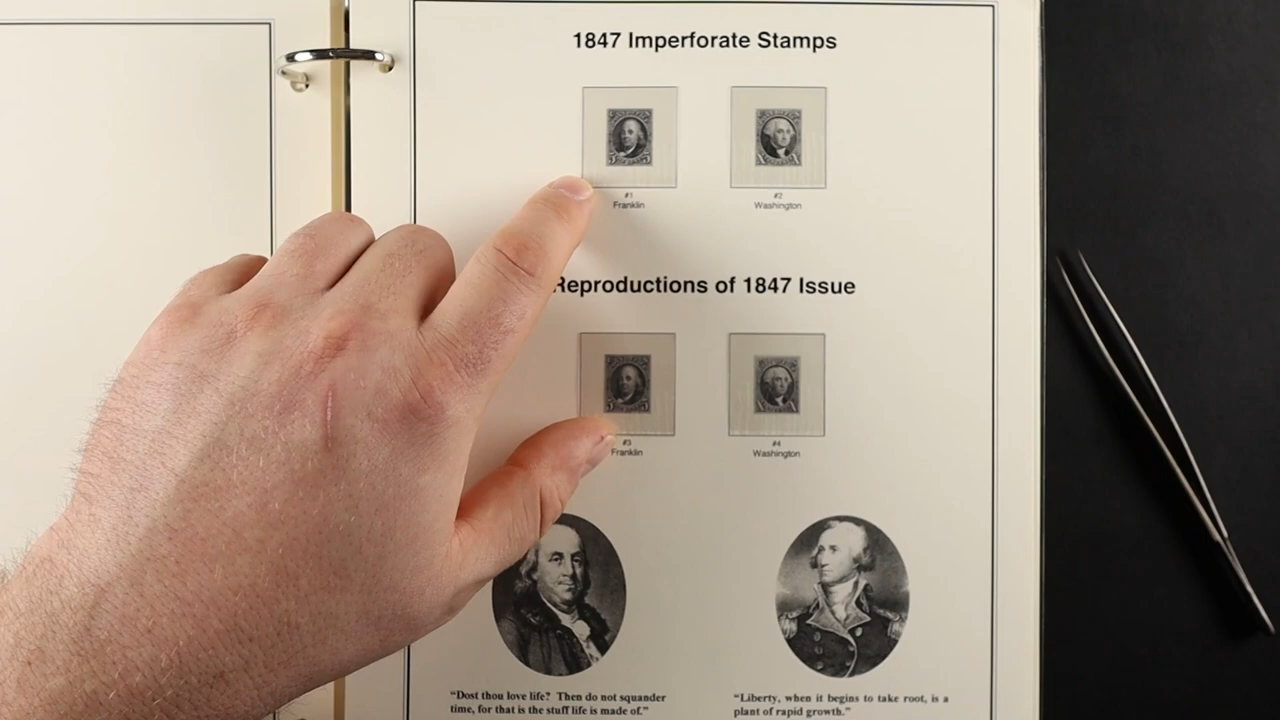 1847 Imperforate Stamps
#1
Franklin
#2
Washington
Reproductions of 1847 Issue
#3
Franklin
#4
Washington
"Dost thou love life? Then do not squander
time, for that is the stuff life is made of."
"Liberty, when it begins to take root, is a
plant of rapid growth."